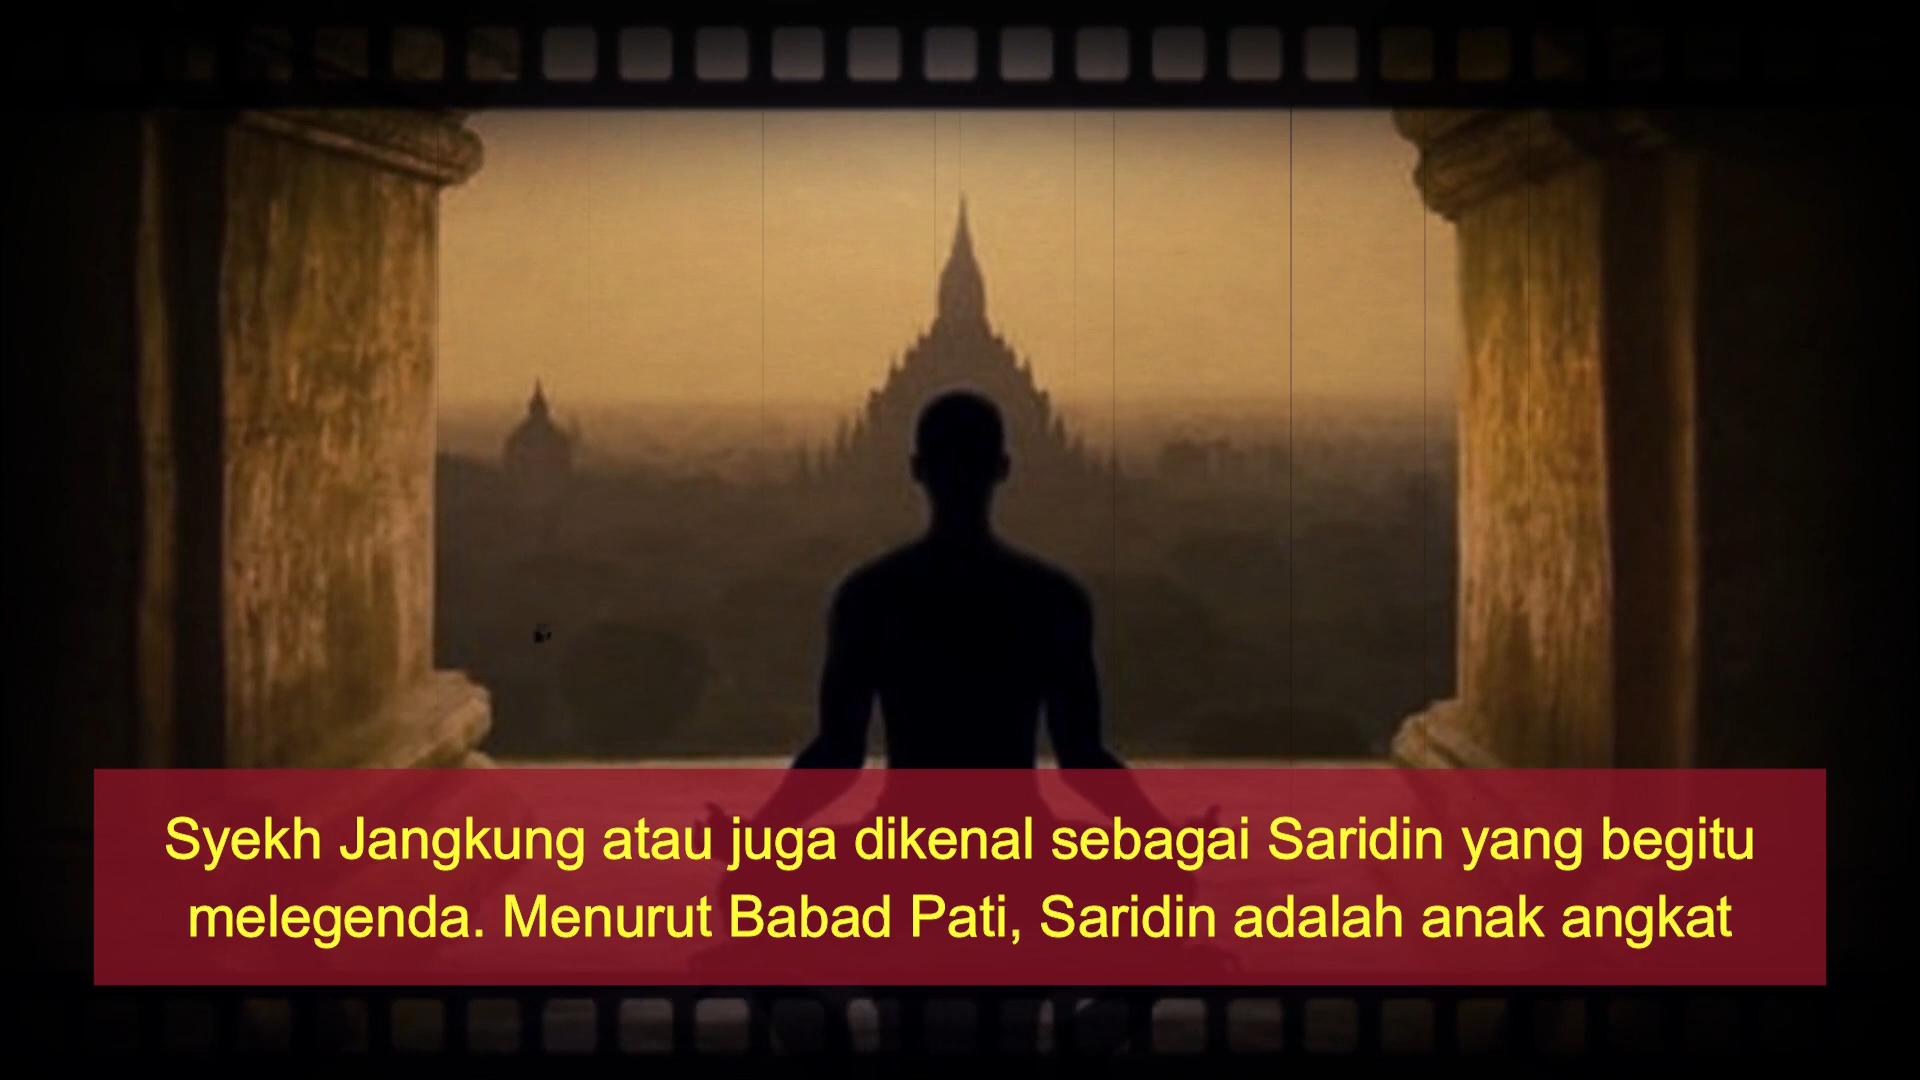 Syekh Jangkung atau juga dikenal sebagai Saridin yang begitu
melegenda. Menurut Babad Pati, Saridin adalah anak angkat